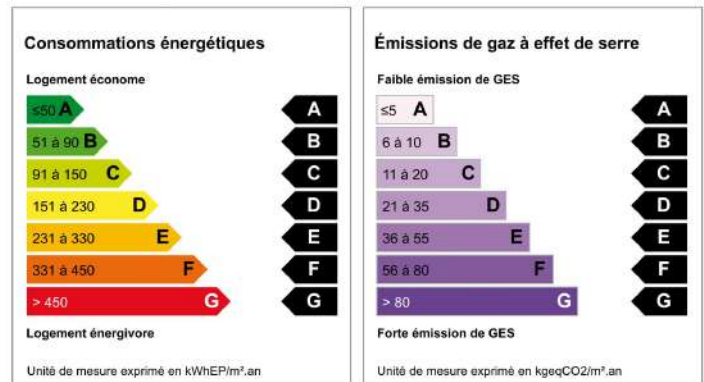 Consommations énergétiques
Logement économe
≤50 A A
51 à 90 B B
91 à 150 C C
151 à 230 D D
231 à 330 E E
331 à 450 F F
> 450 G G
Logement énergivore
Unité de mesure exprimé en kWhEP/m².an
Émissions de gaz à effet de serre
Faible émission de GES
≤5 A A
6 à 10 B B
11 à 20 C C
21 à 35 D D
36 à 55 E E
56 à 80 F F
> 80 G G
Forte émission de GES
Unité de mesure exprimé en kgeqCO2/m².an